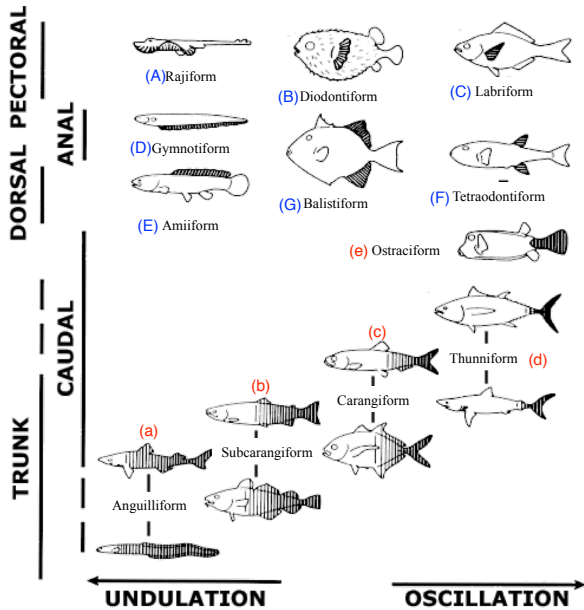 PECTORAL
(A) Rajiform
(B) Diodontiform
(C) Labriform
ANAL
(D) Gymnotiform
DORSAL
(E) Amiiform
(G) Balistiform
(F) Tetraodontiform
(e) Ostraciform
CAUDAL
(c)
Thunniform (d)
(b)
Carangiform
(a)
Subcarangiform
TRUNK
Anguilliform
UNDULATION
OSCILLATION